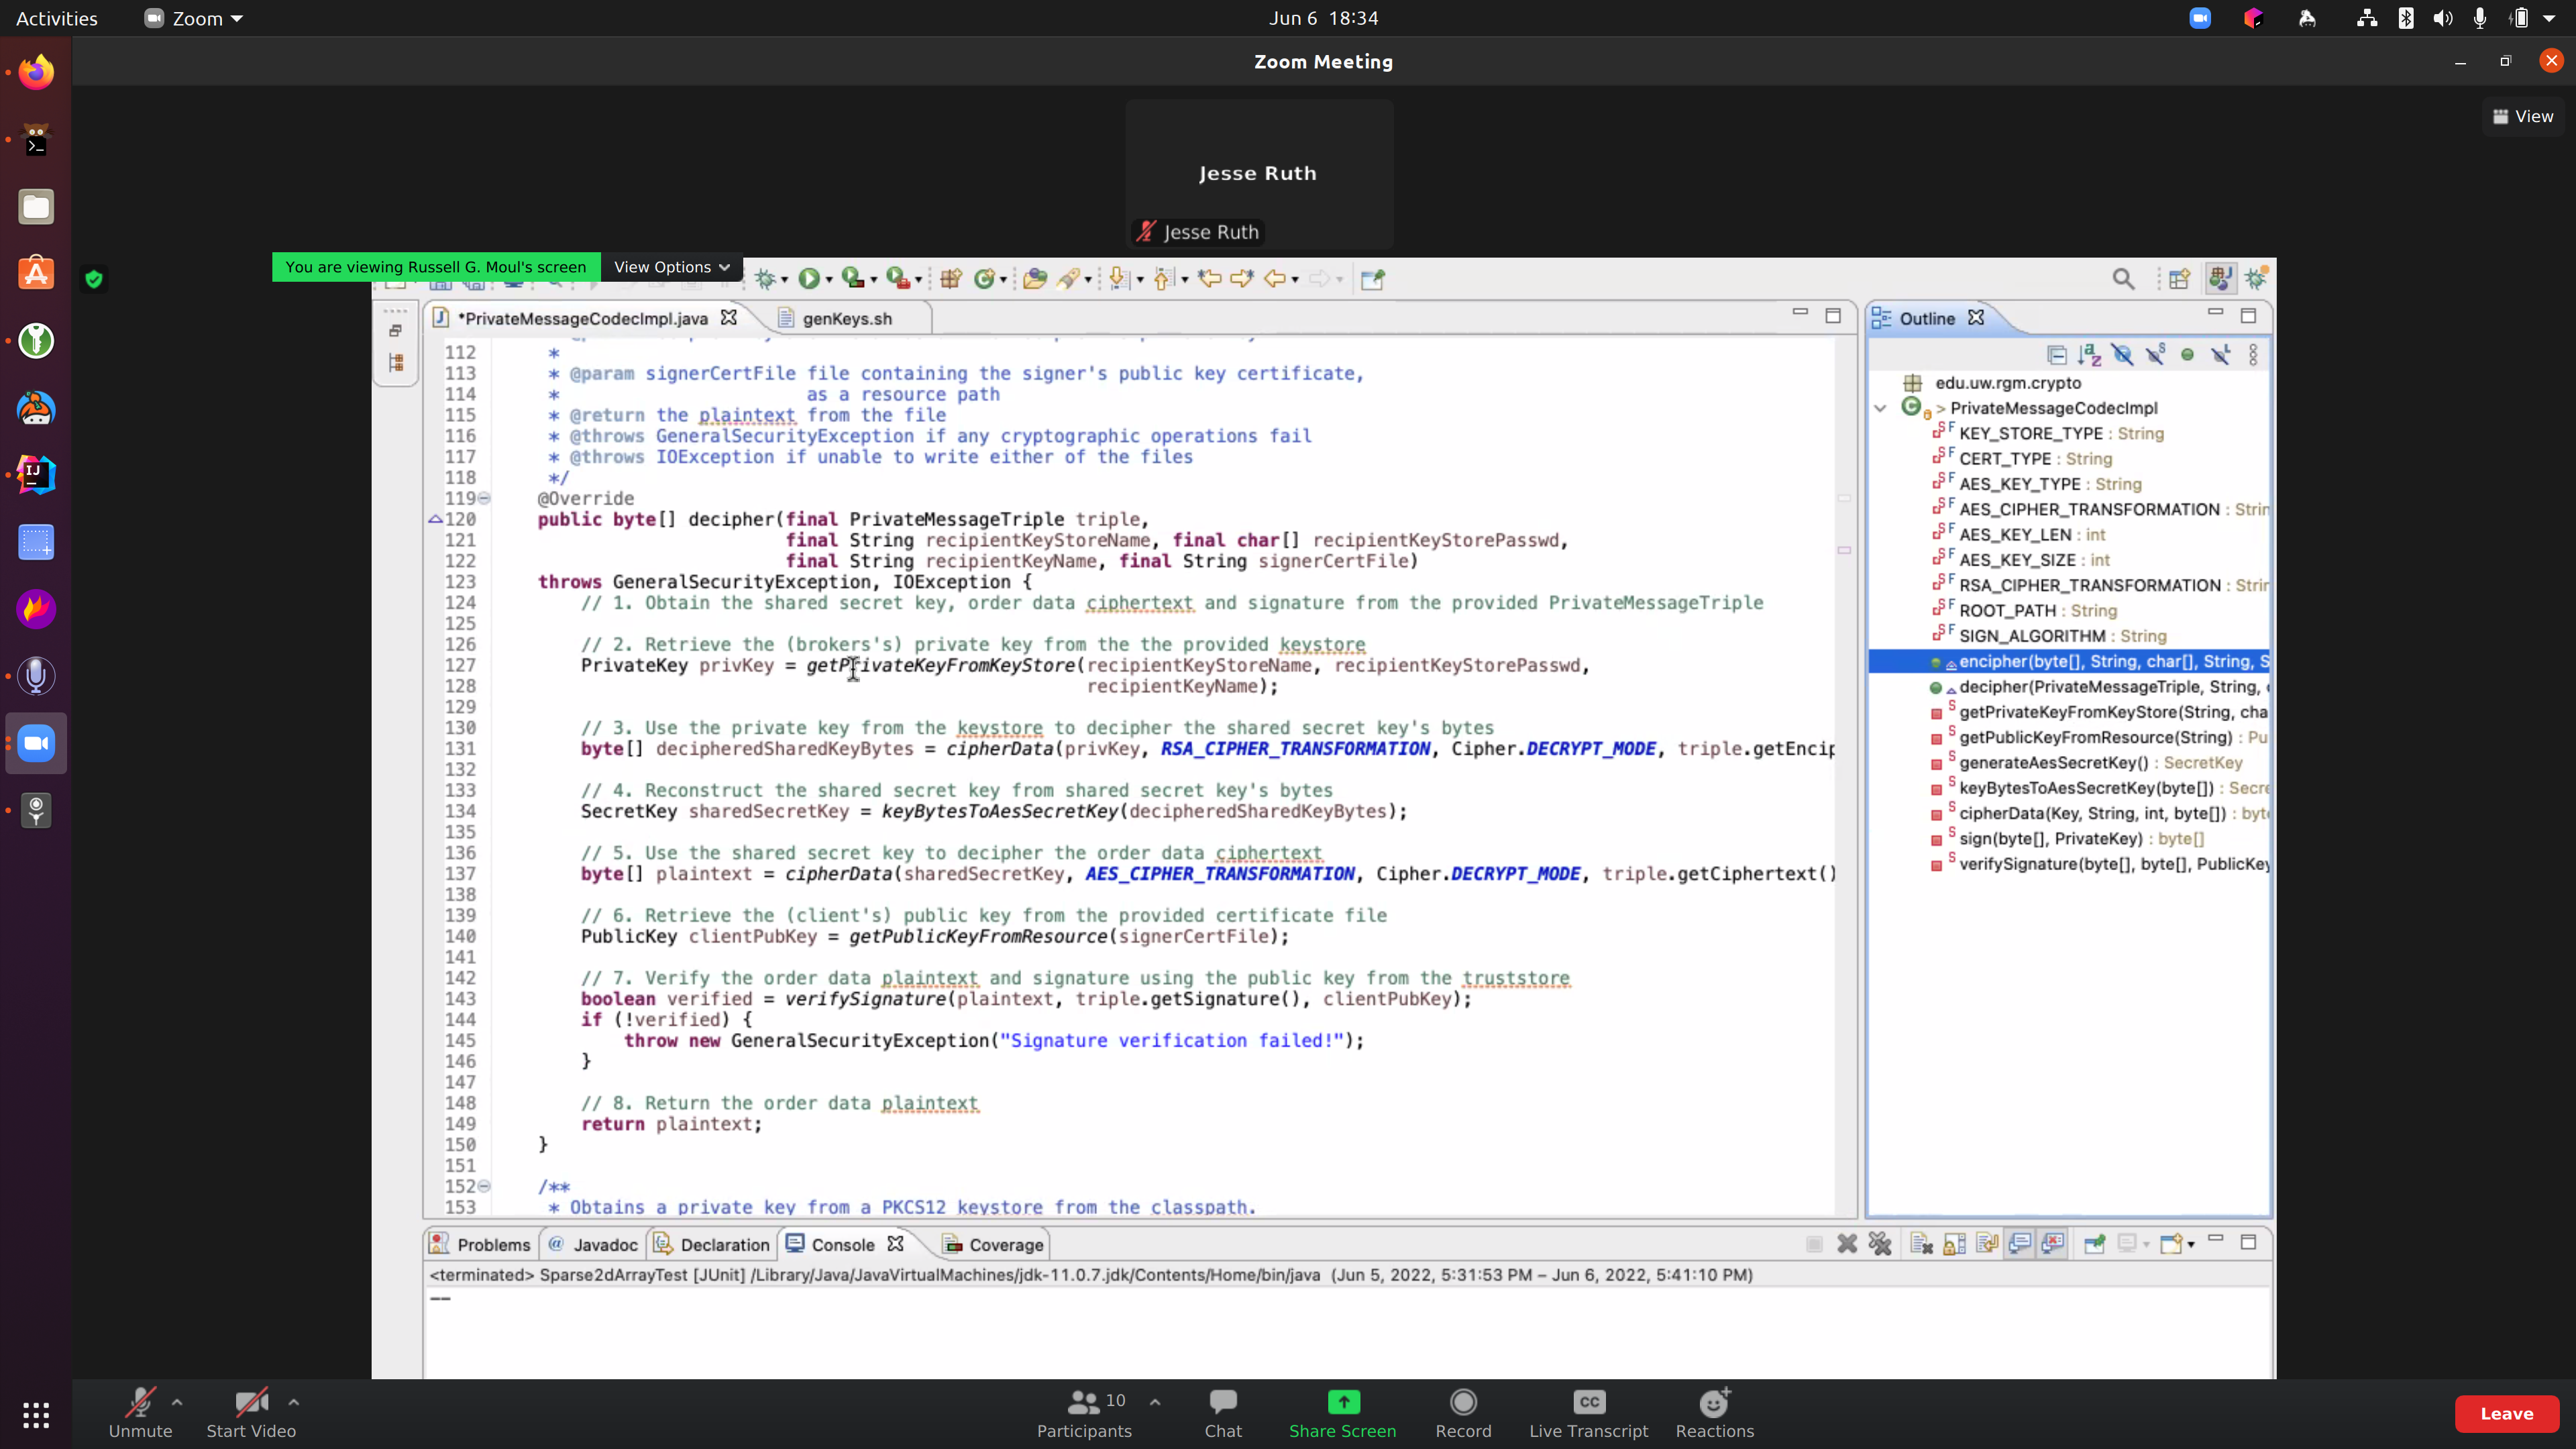 Activities
Zoom
Jun 6 18:34
Zoom Meeting
View
Jesse Ruth
Jesse Ruth
You are viewing Russell G. Moul's screen
View Options
*PrivateMessageCodecImpl.java
genKeys.sh
112 *
113 * @param signerCertFile file containing the signer's public key certificate,
114 * as a resource path
115 * @return the plaintext from the file
116 * @throws GeneralSecurityException if any cryptographic operations fail
117 * @throws IOException if unable to write either of the files
118 */
119 @Override
120 public byte[] decipher(final PrivateMessageTriple triple,
121 final String recipientKeyStoreName, final char[] recipientKeyStorePasswd,
122 final String recipientKeyName, final String signerCertFile)
123 throws GeneralSecurityException, IOException {
124 // 1. Obtain the shared secret key, order data ciphertext and signature from the provided PrivateMessageTriple
125
126 // 2. Retrieve the (brokers's) private key from the the provided keystore
127 PrivateKey privKey = getPrivateKeyFromKeyStore(recipientKeyStoreName, recipientKeyStorePasswd,
128 recipientKeyName);
129
130 // 3. Use the private key from the keystore to decipher the shared secret key's bytes
131 byte[] decipheredSharedKeyBytes = cipherData(privKey, RSA_CIPHER_TRANSFORMATION, Cipher.DECRYPT_MODE, triple.getEncip
132
133 // 4. Reconstruct the shared secret key from shared secret key's bytes
134 SecretKey sharedSecretKey = keyBytesToAesSecretKey(decipheredSharedKeyBytes);
135
136 // 5. Use the shared secret key to decipher the order data ciphertext
137 byte[] plaintext = cipherData(sharedSecretKey, AES_CIPHER_TRANSFORMATION, Cipher.DECRYPT_MODE, triple.getCiphertext()
138
139 // 6. Retrieve the (client's) public key from the provided certificate file
140 PublicKey clientPubKey = getPublicKeyFromResource(signerCertFile);
141
142 // 7. Verify the order data plaintext and signature using the public key from the truststore
143 boolean verified = verifySignature(plaintext, triple.getSignature(), clientPubKey);
144 if (!verified) {
145 throw new GeneralSecurityException("Signature verification failed!");
146 }
147
148 // 8. Return the order data plaintext
149 return plaintext;
150 }
151
152 /**
153 * Obtains a private key from a PKCS12 keystore from the classpath.
Outline
edu.uw.rgm.crypto
> PrivateMessageCodecImpl
KEY_STORE_TYPE : String
CERT_TYPE : String
AES_KEY_TYPE : String
AES_CIPHER_TRANSFORMATION : Strin
AES_KEY_LEN : int
AES_KEY_SIZE : int
RSA_CIPHER_TRANSFORMATION : Strin
ROOT_PATH : String
SIGN_ALGORITHM : String
encipher(byte[], String, char[], String, S
decipher(PrivateMessageTriple, String, c
getPrivateKeyFromKeyStore(String, cha
getPublicKeyFromResource(String) : Pu
generateAesSecretKey() : SecretKey
keyBytesToAesSecretKey(byte[]) : Secre
cipherData(Key, String, int, byte[]) : byte
sign(byte[], PrivateKey) : byte[]
verifySignature(byte[], byte[], PublicKey
Problems
Javadoc
Declaration
Console
Coverage
<terminated> Sparse2dArrayTest [JUnit] /Library/Java/JavaVirtualMachines/jdk-11.0.7.jdk/Contents/Home/bin/java (Jun 5, 2022, 5:31:53 PM – Jun 6, 2022, 5:41:10 PM)
Unmute
Start Video
10
Participants
Chat
Share Screen
Record
CC
Live Transcript
Reactions
Leave